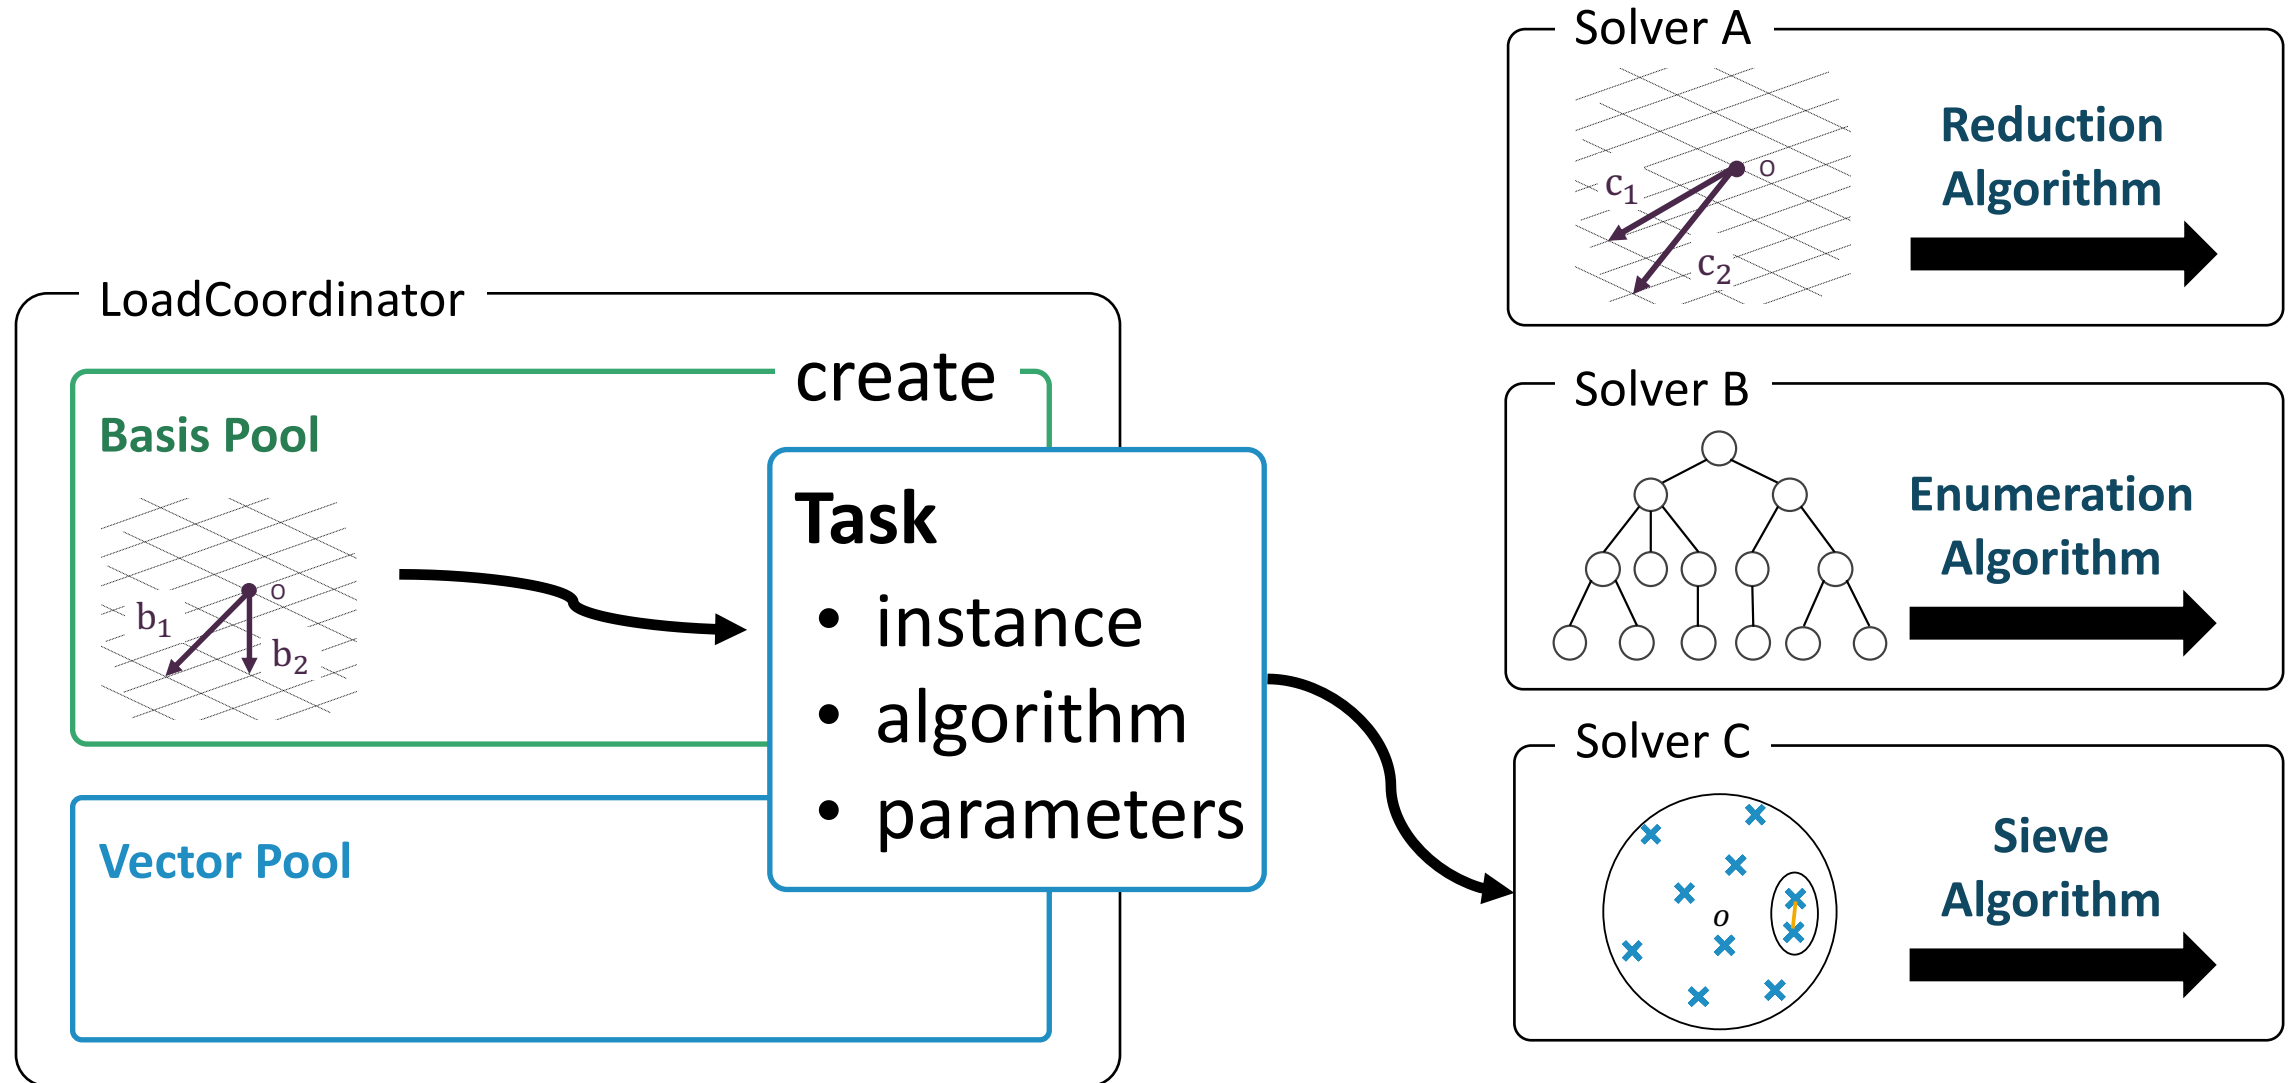 LoadCoordinator
create
Basis Pool
o
b₁
b₂
Task
• instance
• algorithm
• parameters
Vector Pool
Solver A
o
c₁
c₂
Reduction
Algorithm
Solver B
Enumeration
Algorithm
Solver C
o
Sieve
Algorithm